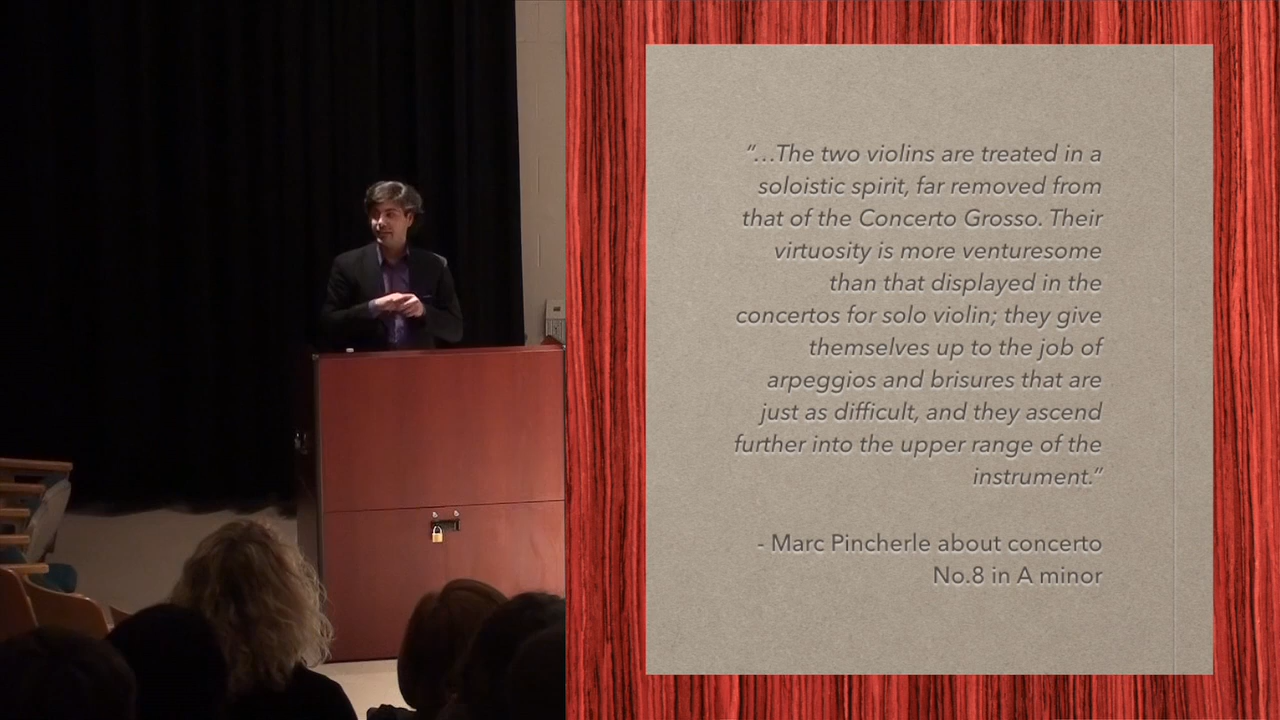 “…The two violins are treated in a
soloistic spirit, far removed from
that of the Concerto Grosso. Their
virtuosity is more venturesome
than that displayed in the
concertos for solo violin; they give
themselves up to the job of
arpeggios and brisures that are
just as difficult, and they ascend
further into the upper range of the
instrument.”
- Marc Pincherle about concerto
No.8 in A minor